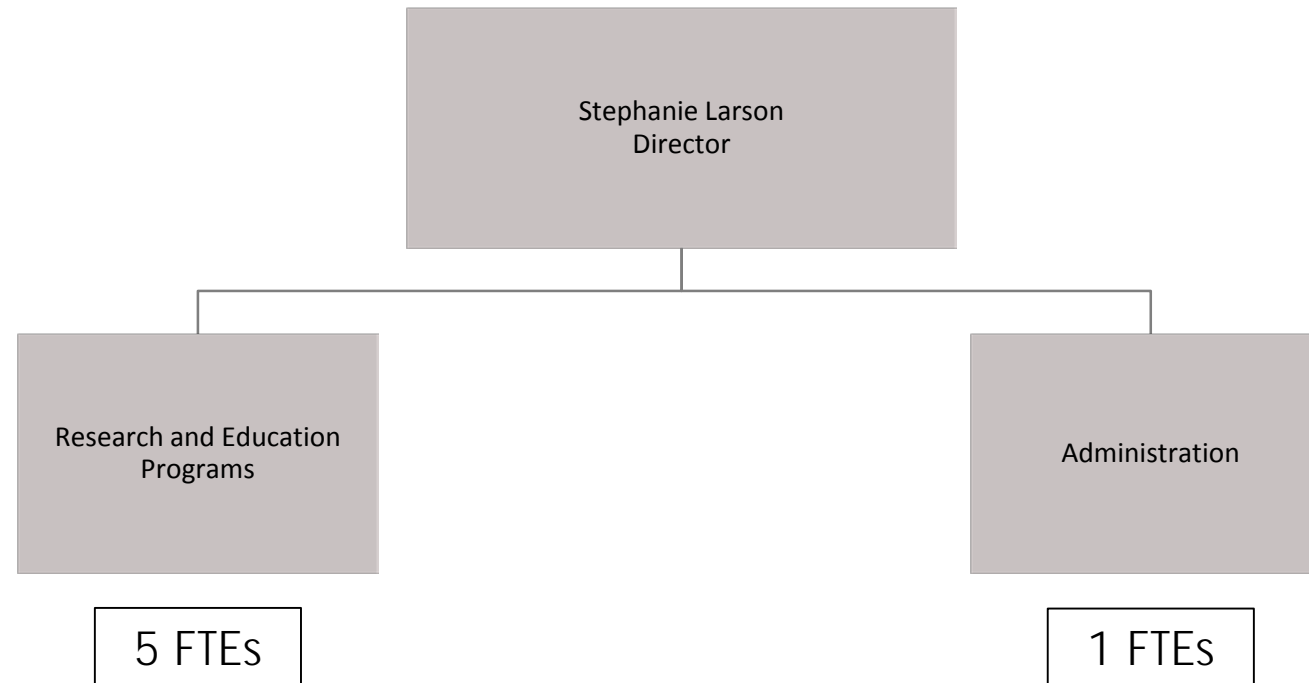 Stephanie Larson
Director
Research and Education
Programs
Administration
5 FTEs
1 FTEs